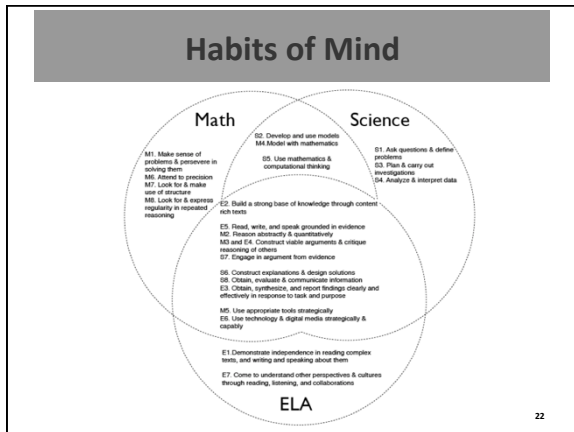 Habits of Mind
Math
Science
S2. Develop and use models
M4.Model with mathematics
S5. Use mathematics &
computational thinking
M1. Make sense of
problems & persevere in
solving them
M6. Attend to precision
M7. Look for & make
use of structure
M8. Look for & express
regularity in repeated
reasoning
S1. Ask questions & define
problems
S3. Plan & carry out
investigations
S4. Analyze & interpret data
E2. Build a strong base of knowledge through content
rich texts
E5. Read, write, and speak grounded in evidence
M2. Reason abstractly & quantitatively
M3 and E4. Construct viable arguments & critique
reasoning of others
S7. Engage in argument from evidence
S6. Construct explanations & design solutions
S8. Obtain, evaluate & communicate information
E3. Obtain, synthesize, and report findings clearly and
effectively in response to task and purpose
M5. Use appropriate tools strategically
E6. Use technology & digital media strategically &
capably
E1.Demonstrate independence in reading complex
texts, and writing and speaking about them
E7. Come to understand other perspectives & cultures
through reading, listening, and collaborations
ELA
22